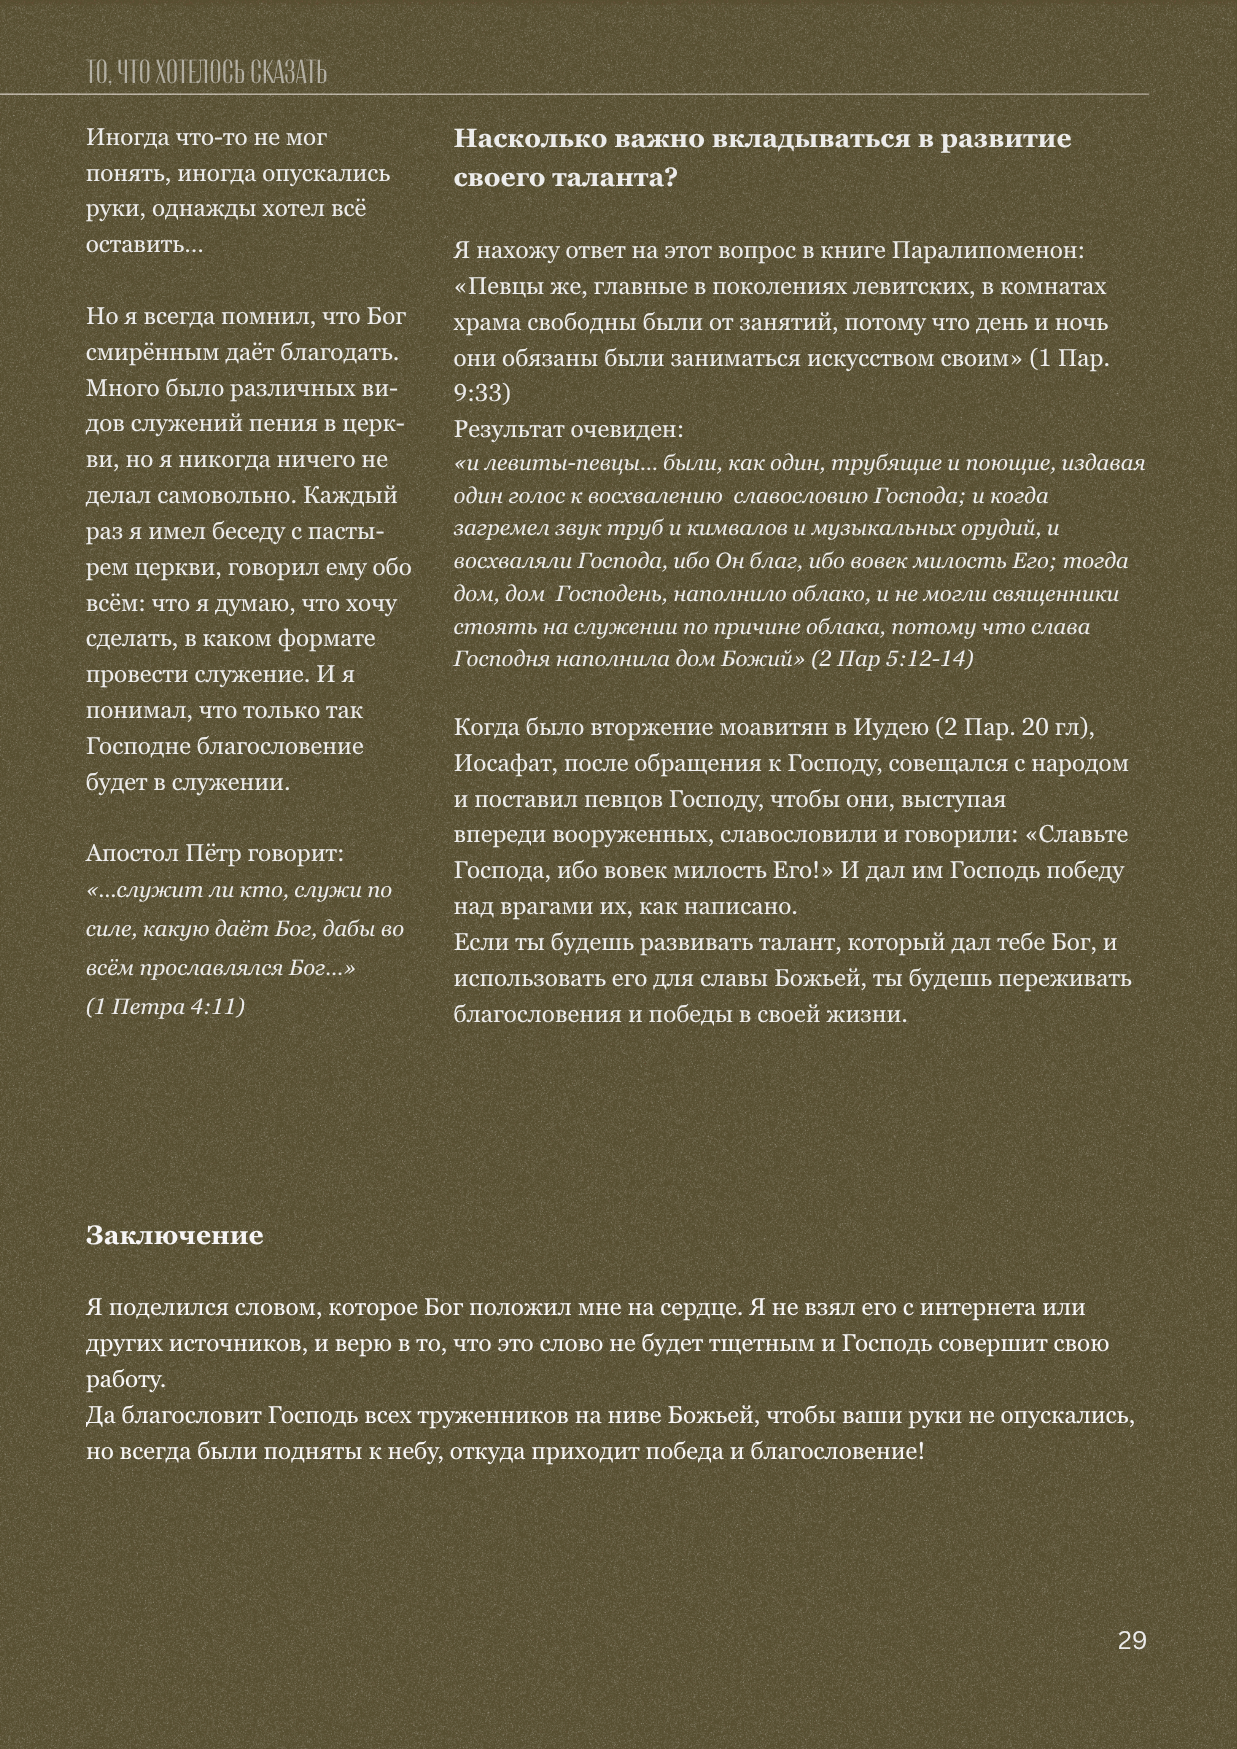 ТО, ЧТО ХОТЕЛОСЬ СКАЗАТЬ
Иногда что-то не мог
понять, иногда опускались
руки, однажды хотел всё
оставить...
Но я всегда помнил, что Бог
смирённым даёт благодать.
Много было различных ви-
дов служений пения в церк-
ви, но я никогда ничего не
делал самовольно. Каждый
раз я имел беседу с пасты-
рем церкви, говорил ему обо
всём: что я думаю, что хочу
сделать, в каком формате
провести служение. И я
понимал, что только так
Господне благословение
будет в служении.
Апостол Пётр говорит:
«...служит ли кто, служи по
силе, какую даёт Бог, дабы во
всём прославлялся Бог...»
(1 Петра 4:11)
Насколько важно вкладываться в развитие
своего таланта?
Я нахожу ответ на этот вопрос в книге Паралипоменон:
«Певцы же, главные в поколениях левитских, в комнатах
храма свободны были от занятий, потому что день и ночь
они обязаны были заниматься искусством своим» (1 Пар.
9:33)
Результат очевиден:
«и левиты-певцы... были, как один, трубящие и поющие, издавая
один голос к восхвалению  славословию Господа; и когда
загремел звук труб и кимвалов и музыкальных орудий, и
восхваляли Господа, ибо Он благ, ибо вовек милость Его; тогда
дом, дом  Господень, наполнило облако, и не могли священники
стоять на служении по причине облака, потому что слава
Господня наполнила дом Божий» (2 Пар 5:12-14)
Когда было вторжение моавитян в Иудею (2 Пар. 20 гл),
Иосафат, после обращения к Господу, совещался с народом
и поставил певцов Господу, чтобы они, выступая
впереди вооруженных, славословили и говорили: «Славьте
Господа, ибо вовек милость Его!» И дал им Господь победу
над врагами их, как написано.
Если ты будешь развивать талант, который дал тебе Бог, и
использовать его для славы Божьей, ты будешь переживать
благословения и победы в своей жизни.
Заключение
Я поделился словом, которое Бог положил мне на сердце. Я не взял его с интернета или
других источников, и верю в то, что это слово не будет тщетным и Господь совершит свою
работу.
Да благословит Господь всех труженников на ниве Божьей, чтобы ваши руки не опускались,
но всегда были подняты к небу, откуда приходит победа и благословение!
29